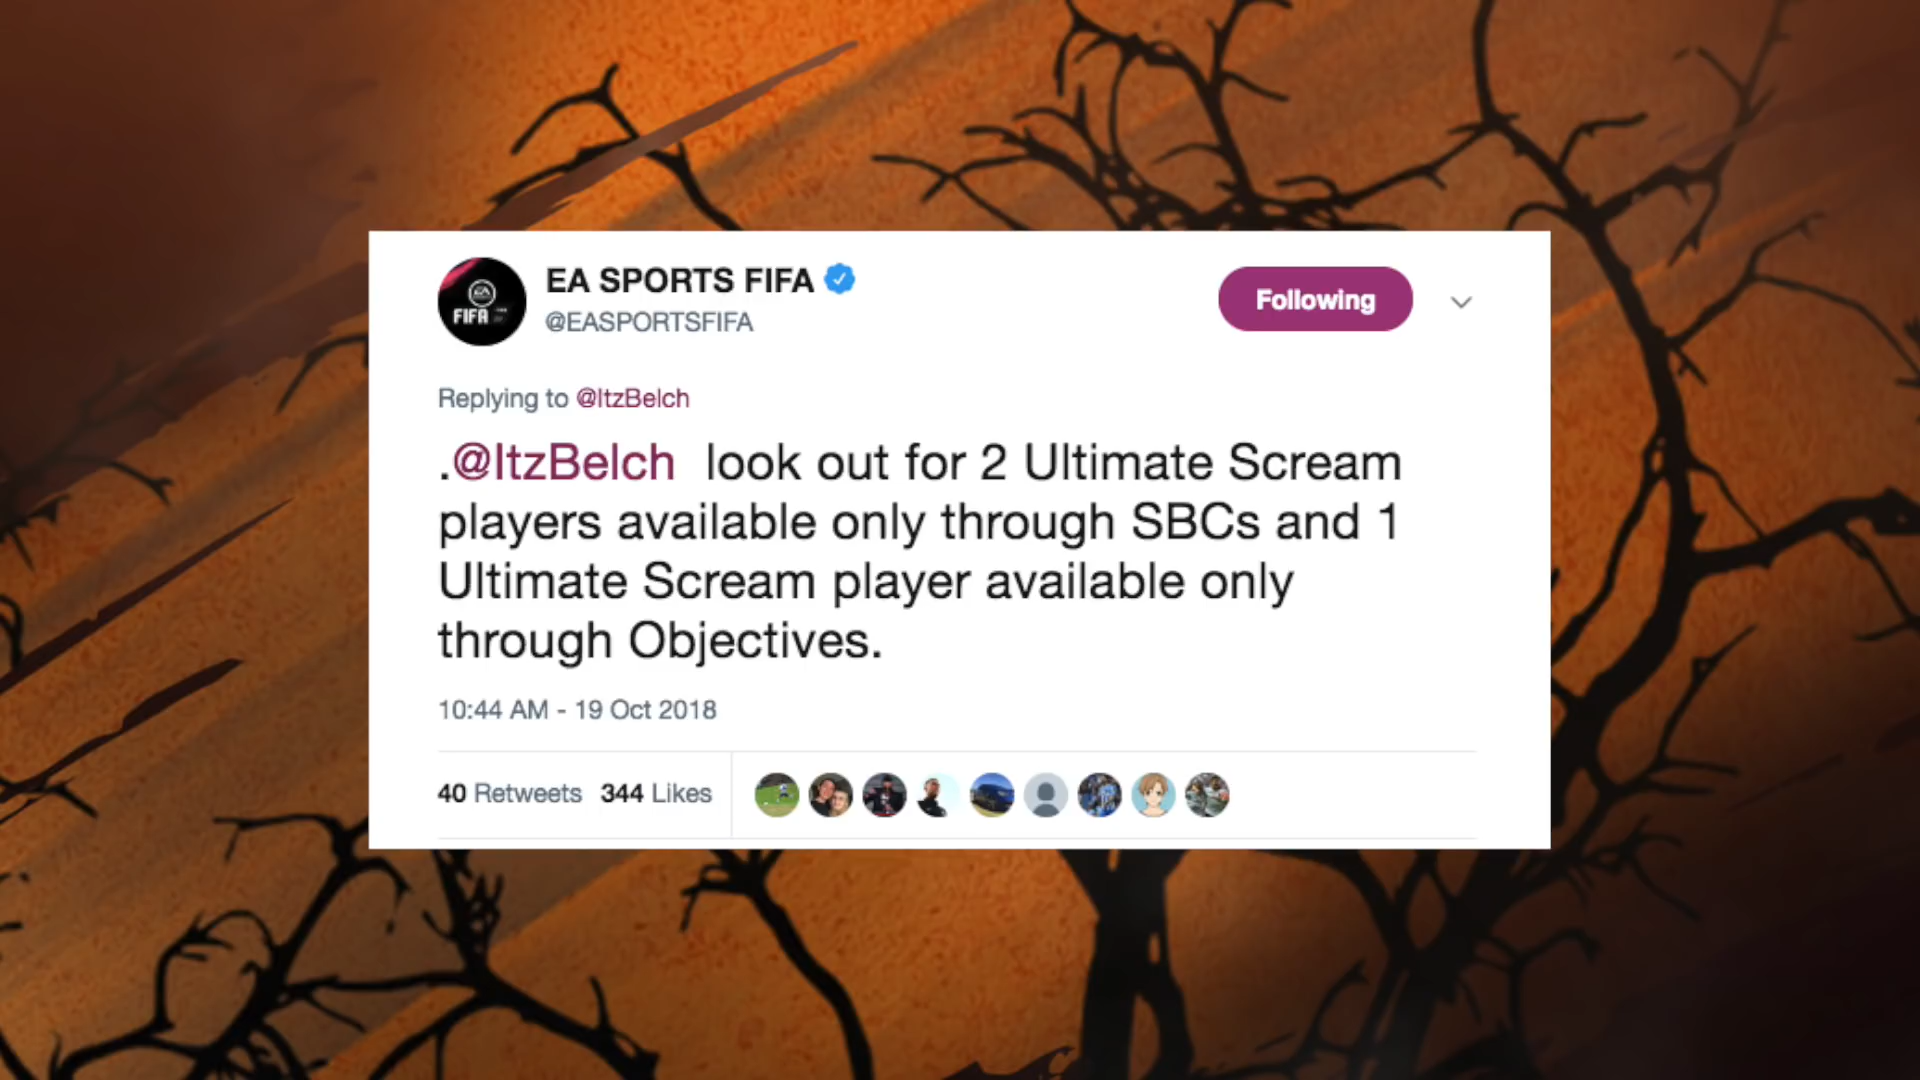 EA SPORTS FIFA
@EASPORTSFIFA
Following
EA
FIFA
Replying to @ItzBelch
.@ItzBelch look out for 2 Ultimate Scream
players available only through SBCs and 1
Ultimate Scream player available only
through Objectives.
10:44 AM - 19 Oct 2018
40 Retweets 344 Likes